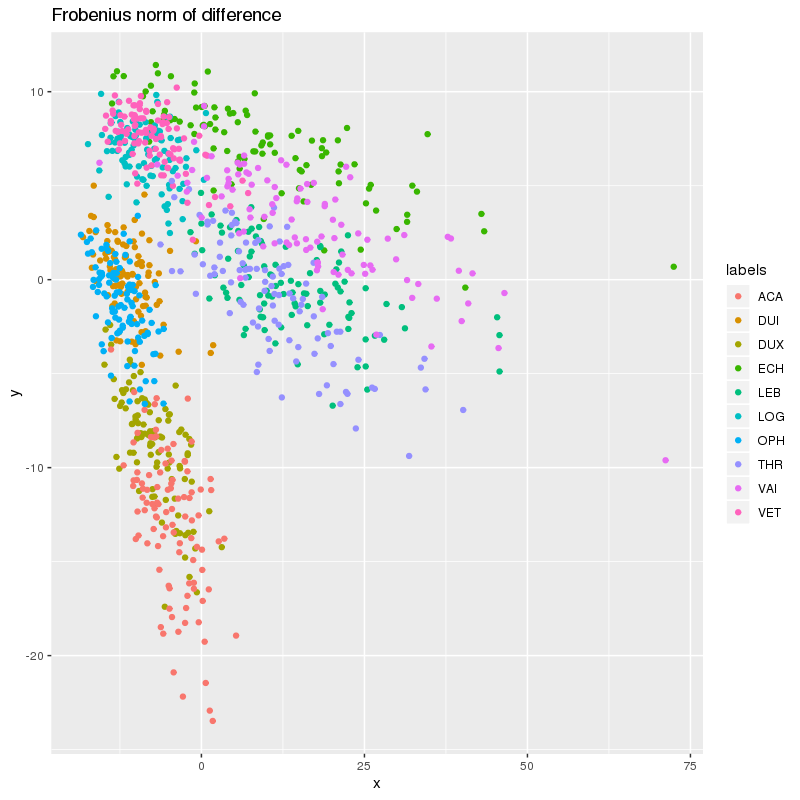 Frobenius norm of difference
10
0
-10
-20
y
0
25
50
75
x
labels
ACA
DUI
DUX
ECH
LEB
LOG
OPH
THR
VAI
VET